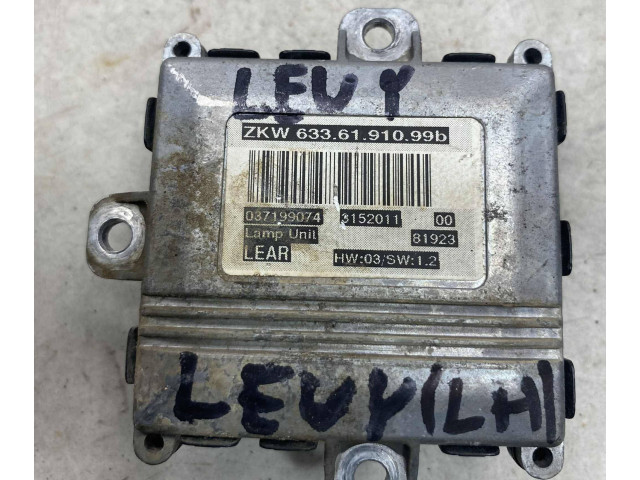 LEVY
ZKW 633.61.910.99b
037199074 3152011 00
Lamp Unit 81923
LEAR HW:03/SW:1.2
LEVY(LH)